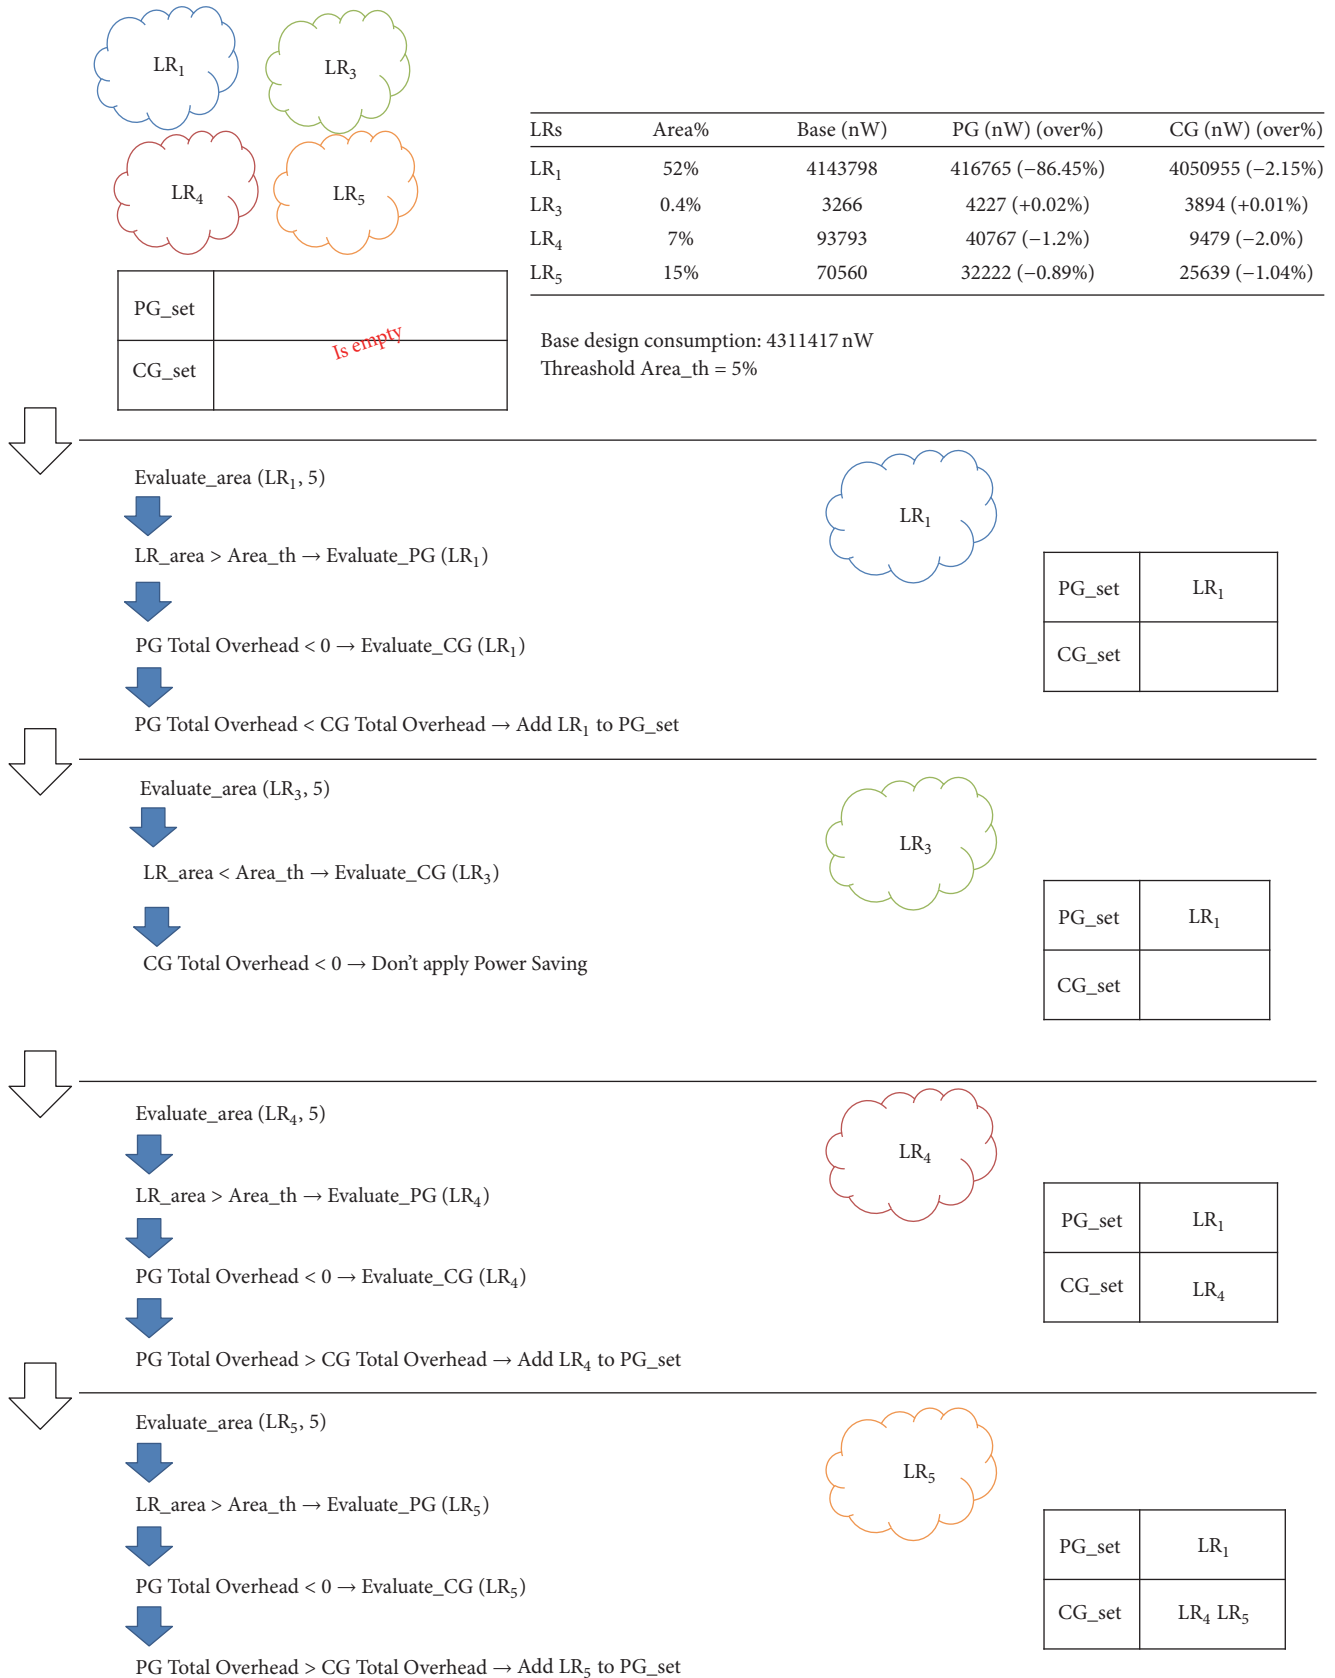 LR1
LR3
LR4
LR5
LRs Area% Base (nW) PG (nW) (over%) CG (nW) (over%)
LR1 52% 4143798 416765 (−86.45%) 4050955 (−2.15%)
LR3 0.4% 3266 4227 (+0.02%) 3894 (+0.01%)
LR4 7% 93793 40767 (−1.2%) 9479 (−2.0%)
LR5 15% 70560 32222 (−0.89%) 25639 (−1.04%)
PG_set
CG_set
Is empty
Base design consumption: 4311417 nW
Threashold Area_th = 5%
Evaluate_area (LR1, 5)
LR_area > Area_th → Evaluate_PG (LR1)
PG Total Overhead < 0 → Evaluate_CG (LR1)
PG Total Overhead < CG Total Overhead → Add LR1 to PG_set
LR1
PG_set LR1
CG_set
Evaluate_area (LR3, 5)
LR_area < Area_th → Evaluate_CG (LR3)
CG Total Overhead < 0 → Don't apply Power Saving
LR3
PG_set LR1
CG_set
Evaluate_area (LR4, 5)
LR_area > Area_th → Evaluate_PG (LR4)
PG Total Overhead < 0 → Evaluate_CG (LR4)
PG Total Overhead > CG Total Overhead → Add LR4 to PG_set
LR4
PG_set LR1
CG_set LR4
Evaluate_area (LR5, 5)
LR_area > Area_th → Evaluate_PG (LR5)
PG Total Overhead < 0 → Evaluate_CG (LR5)
PG Total Overhead > CG Total Overhead → Add LR5 to PG_set
LR5
PG_set LR1
CG_set LR4 LR5